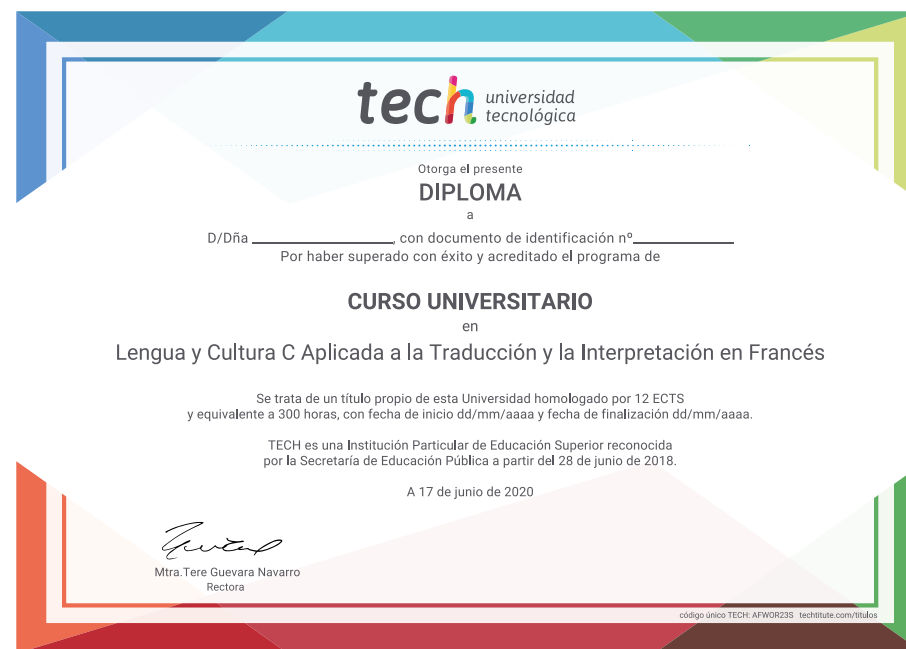 tech universidad
tecnológica
Otorga el presente
DIPLOMA
a
D/Dña ____________________, con documento de identificación nº______________
Por haber superado con éxito y acreditado el programa de
CURSO UNIVERSITARIO
en
Lengua y Cultura C Aplicada a la Traducción y la Interpretación en Francés
Se trata de un título propio de esta Universidad homologado por 12 ECTS
y equivalente a 300 horas, con fecha de inicio dd/mm/aaaa y fecha de finalización dd/mm/aaaa.
TECH es una Institución Particular de Educación Superior reconocida
por la Secretaría de Educación Pública a partir del 28 de junio de 2018.
A 17 de junio de 2020
Mtra.Tere Guevara Navarro
Rectora
código único TECH: AFWOR23S techtitute.com/titulos